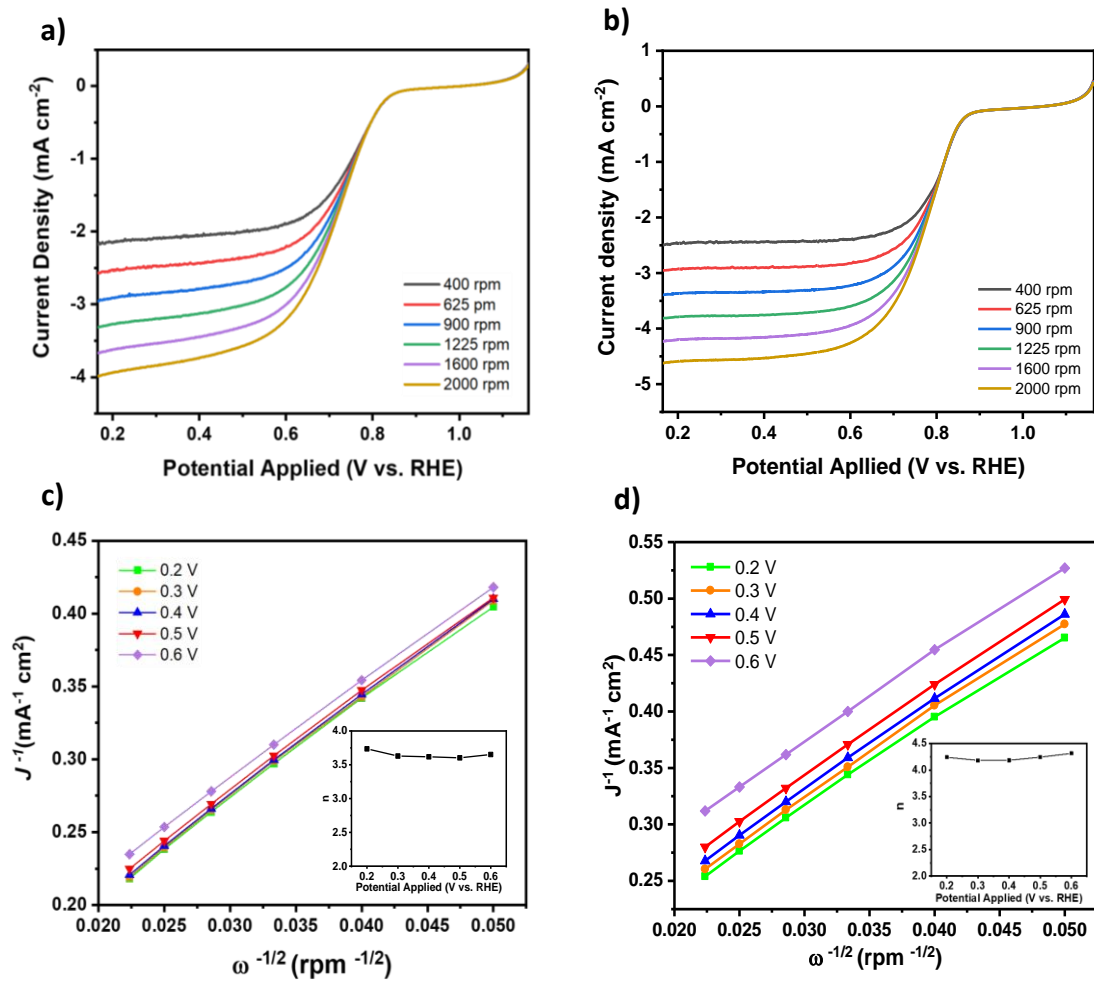 a)
Current Density (mA cm-2)
0
-1
-2
-3
-4
400 rpm
625 pm
900 rpm
1225 rpm
1600 rpm
2000 rpm
0.2 0.4 0.6 0.8 1.0
Potential Applied (V vs. RHE)
b)
Current density (mA cm-2)
1
0
-1
-2
-3
-4
-5
400 rpm
625 rpm
900 rpm
1225 rpm
1600 rpm
2000 rpm
0.2 0.4 0.6 0.8 1.0
Potential Apllied (V vs. RHE)
c)
J-1(mA-1 cm2)
0.45
0.40
0.35
0.30
0.25
0.20
0.2 V
0.3 V
0.4 V
0.5 V
0.6 V
n
4.0
3.5
3.0
2.5
2.0
0.2 0.3 0.4 0.5 0.6
Potential Applied (V vs. RHE)
0.020 0.025 0.030 0.035 0.040 0.045 0.050
ω -1/2 (rpm -1/2)
d)
J-1 (mA-1 cm2)
0.55
0.50
0.45
0.40
0.35
0.30
0.25
0.2 V
0.3 V
0.4 V
0.5 V
0.6 V
n
4.5
4.0
3.5
3.0
2.5
2.0
0.2 0.3 0.4 0.5 0.6
Potential Applied (V vs. RHE)
0.020 0.025 0.030 0.035 0.040 0.045 0.050
ω -1/2 (rpm -1/2)